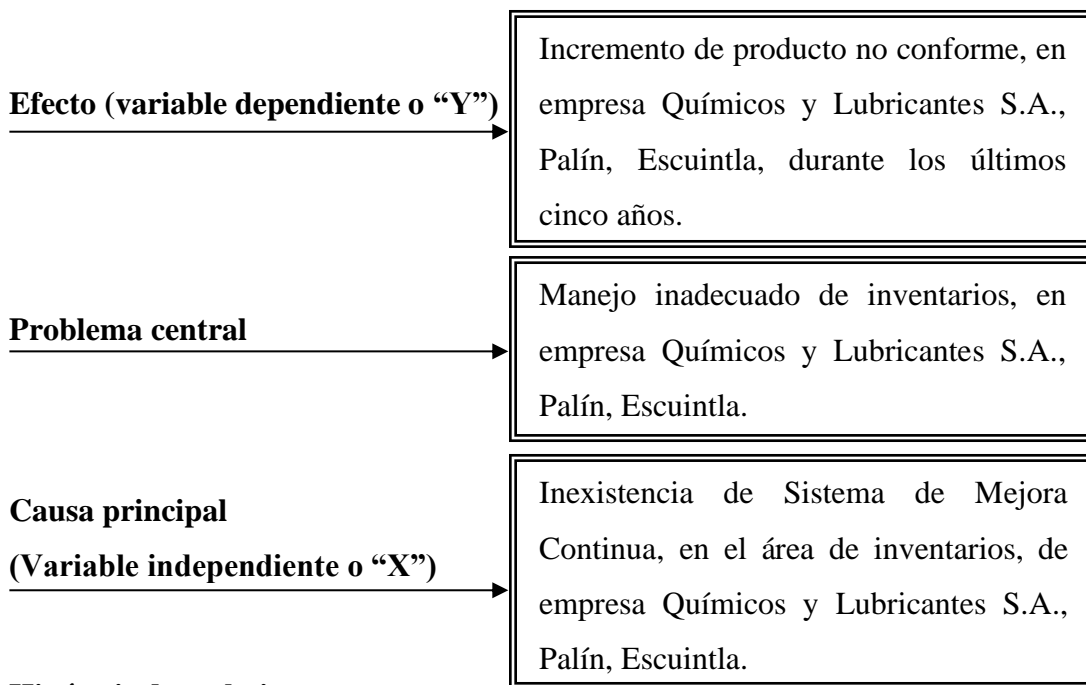 Efecto (variable dependiente o “Y”)
Incremento de producto no conforme, en
empresa Químicos y Lubricantes S.A.,
Palín, Escuintla, durante los últimos
cinco años.
Problema central
Manejo inadecuado de inventarios, en
empresa Químicos y Lubricantes S.A.,
Palín, Escuintla.
Causa principal
(Variable independiente o “X”)
Inexistencia de Sistema de Mejora
Continua, en el área de inventarios, de
empresa Químicos y Lubricantes S.A.,
Palín, Escuintla.